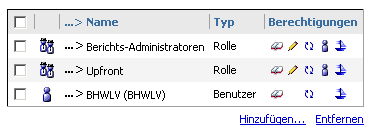 ...> Name Typ Berechtigungen
...> Berichts-Administratoren Rolle
...> Upfront Rolle
...> BHWLV (BHWLV) Benutzer
Hinzufügen... Entfernen